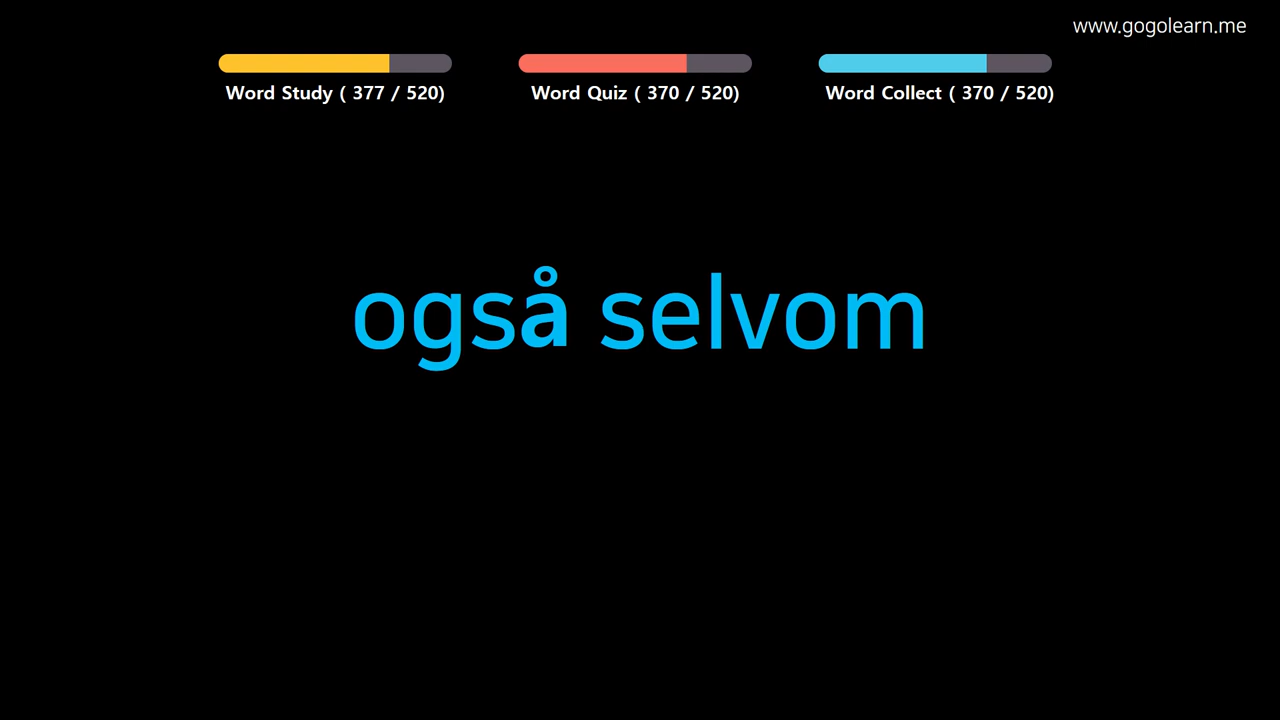 www.gogolearn.me
Word Study ( 377 / 520)
Word Quiz ( 370 / 520)
Word Collect ( 370 / 520)
også selvom